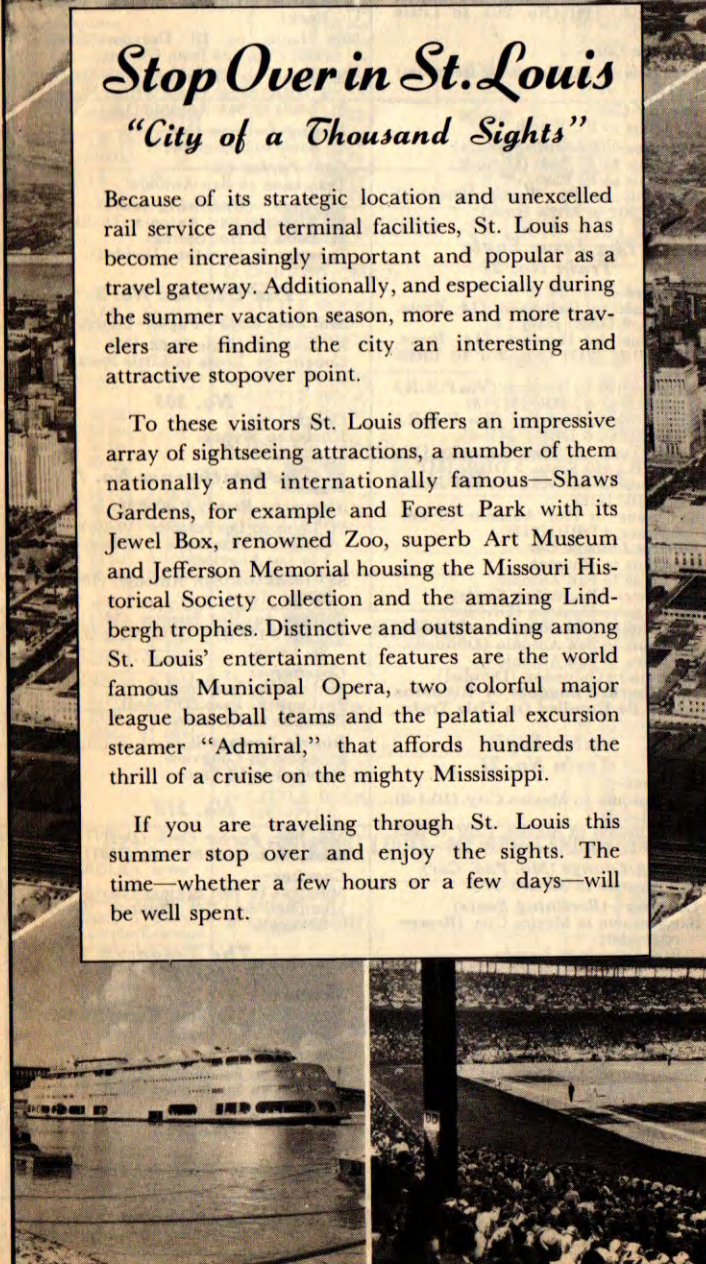 Stop Over in St. Louis
“City of a Thousand Sights”
Because of its strategic location and unexcelled
rail service and terminal facilities, St. Louis has
become increasingly important and popular as a
travel gateway. Additionally, and especially during
the summer vacation season, more and more trav-
elers are finding the city an interesting and
attractive stopover point.
To these visitors St. Louis offers an impressive
array of sightseeing attractions, a number of them
nationally and internationally famous—Shaws
Gardens, for example and Forest Park with its
Jewel Box, renowned Zoo, superb Art Museum
and Jefferson Memorial housing the Missouri His-
torical Society collection and the amazing Lind-
bergh trophies. Distinctive and outstanding among
St. Louis’ entertainment features are the world
famous Municipal Opera, two colorful major
league baseball teams and the palatial excursion
steamer “Admiral,” that affords hundreds the
thrill of a cruise on the mighty Mississippi.
If you are traveling through St. Louis this
summer stop over and enjoy the sights. The
time—whether a few hours or a few days—will
be well spent.